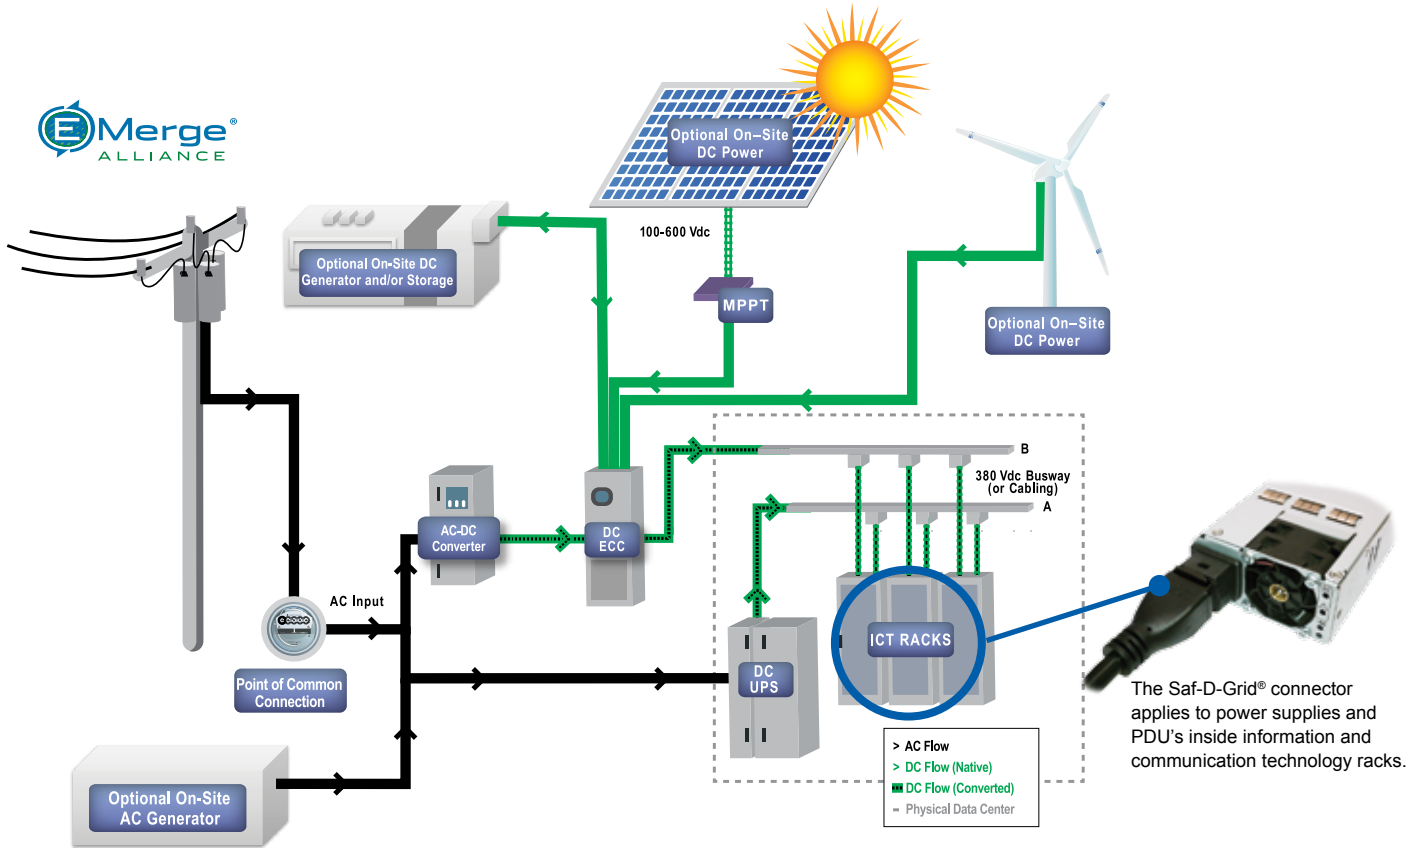 EMerge®
ALLIANCE
Optional On–Site
DC Power
100-600 Vdc
Optional On-Site DC
Generator and/or Storage
MPPT
Optional On–Site
DC Power
B
380 Vdc Busway
(or Cabling)
A
AC-DC
Converter
DC
ECC
AC Input
ICT RACKS
DC
UPS
Point of Common
Connection
Optional On-Site
AC Generator
> AC Flow
> DC Flow (Native)
DC Flow (Converted)
Physical Data Center
The Saf-D-Grid® connector
applies to power supplies and
PDU's inside information and
communication technology racks.